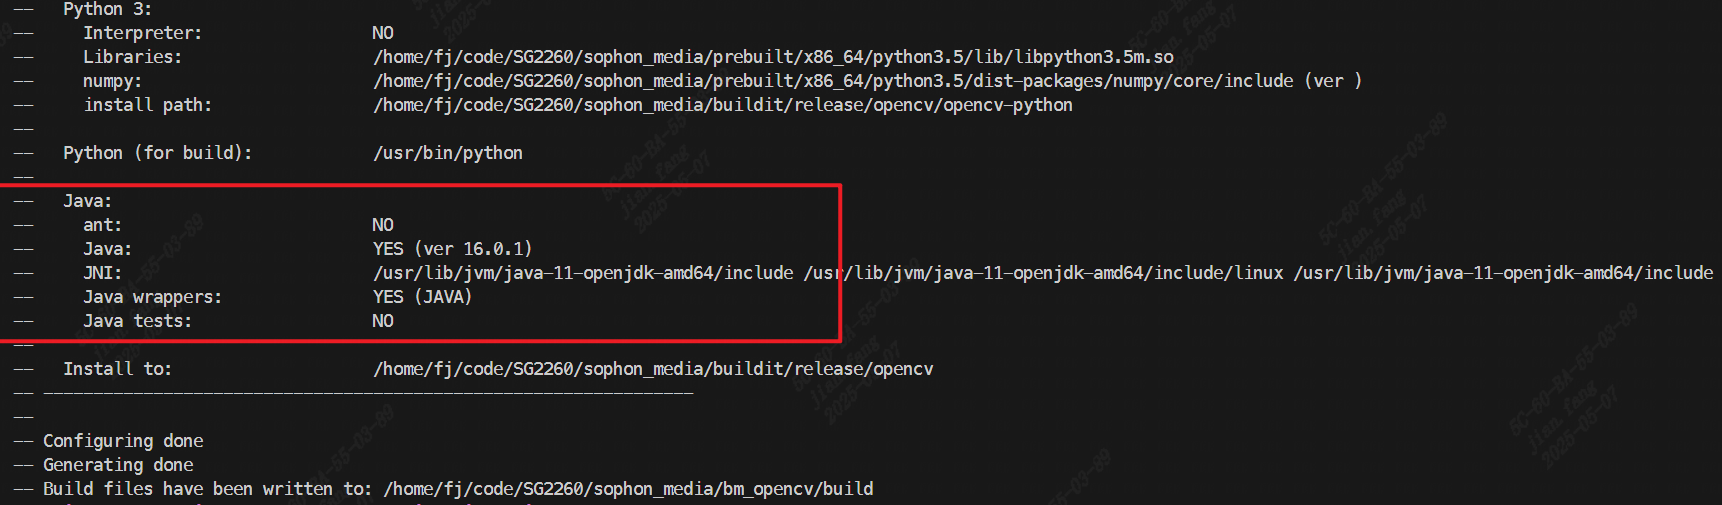 -- Python 3:
-- Interpreter: NO
-- Libraries: /home/fj/code/SG2260/sophon_media/prebuilt/x86_64/python3.5/lib/libpython3.5m.so
-- numpy: /home/fj/code/SG2260/sophon_media/prebuilt/x86_64/python3.5/dist-packages/numpy/core/include (ver )
-- install path: /home/fj/code/SG2260/sophon_media/buildit/release/opencv/opencv-python
--
-- Python (for build): /usr/bin/python
--
-- Java:
-- ant: NO
-- Java: YES (ver 16.0.1)
-- JNI: /usr/lib/jvm/java-11-openjdk-amd64/include /usr/lib/jvm/java-11-openjdk-amd64/include/linux /usr/lib/jvm/java-11-openjdk-amd64/include
-- Java wrappers: YES (JAVA)
-- Java tests: NO
--
-- Install to: /home/fj/code/SG2260/sophon_media/buildit/release/opencv
-- -----------------------------------------------------------------
--
-- Configuring done
-- Generating done
-- Build files have been written to: /home/fj/code/SG2260/sophon_media/bm_opencv/build